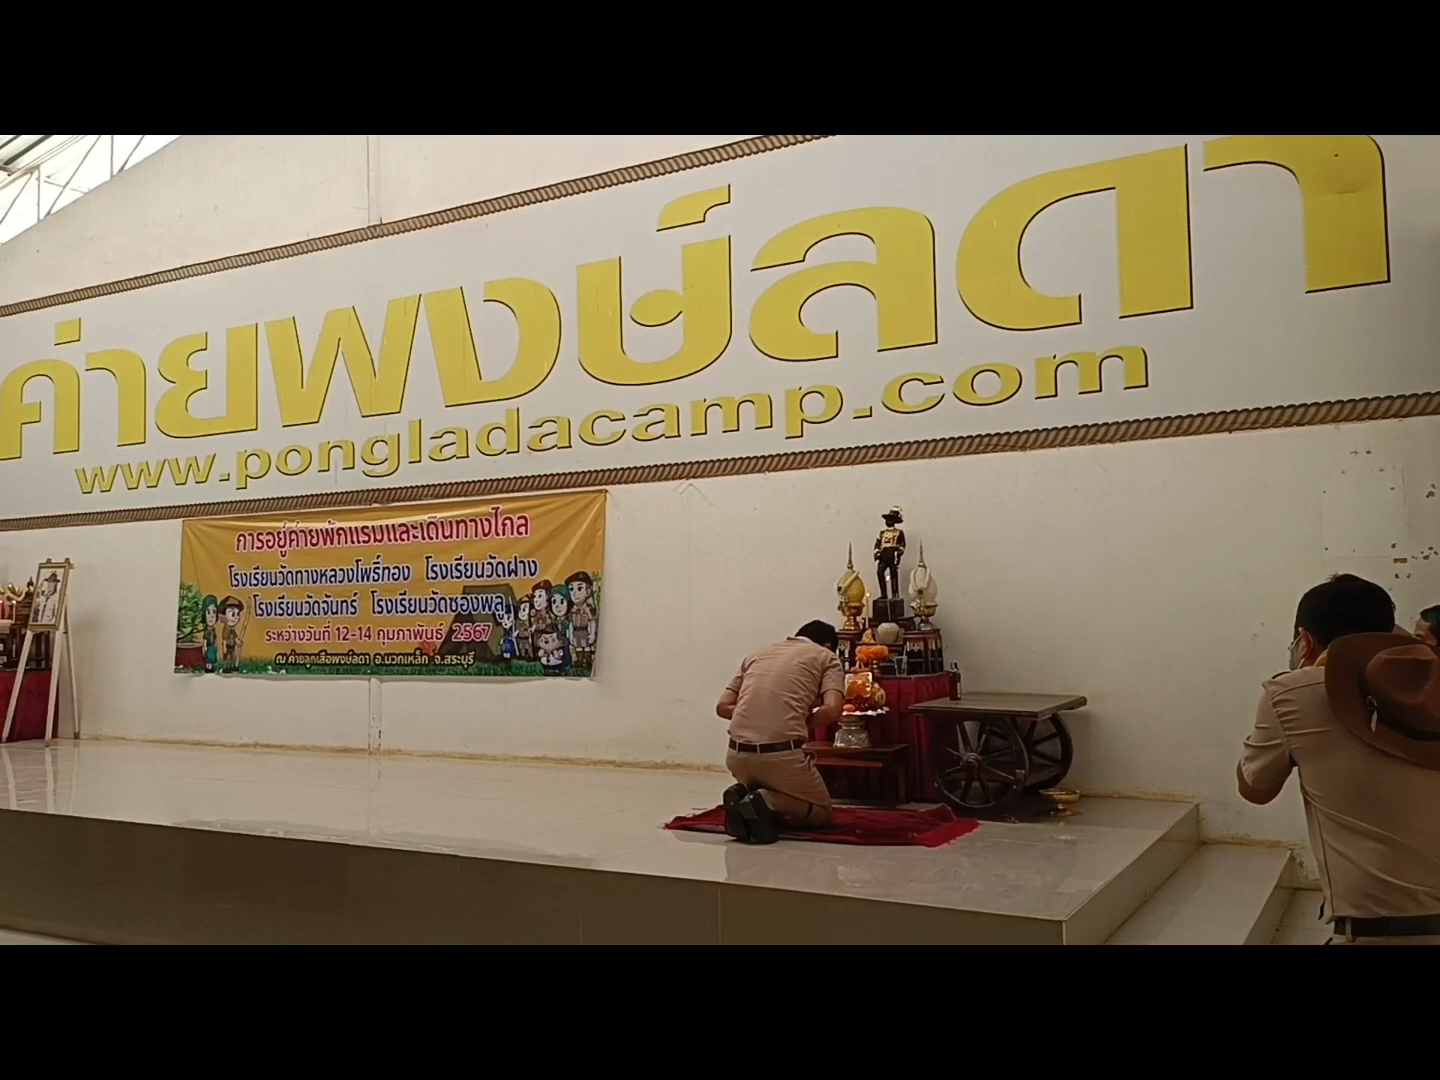 ค่ายพงษ์ลดา
www.pongladacamp.com
การอยู่ค่ายพักแรมและเดินทางไกล
โรงเรียนวัดทางหลวงโพธิ์ทอง โรงเรียนวัดฝาง
โรงเรียนวัดจันทร์ โรงเรียนวัดซองพลู
ระหว่างวันที่ 12-14 กุมภาพันธ์ 2567
ณ ค่ายลูกเสือพงษ์ลดา อ.มวกเหล็ก จ.สระบุรี